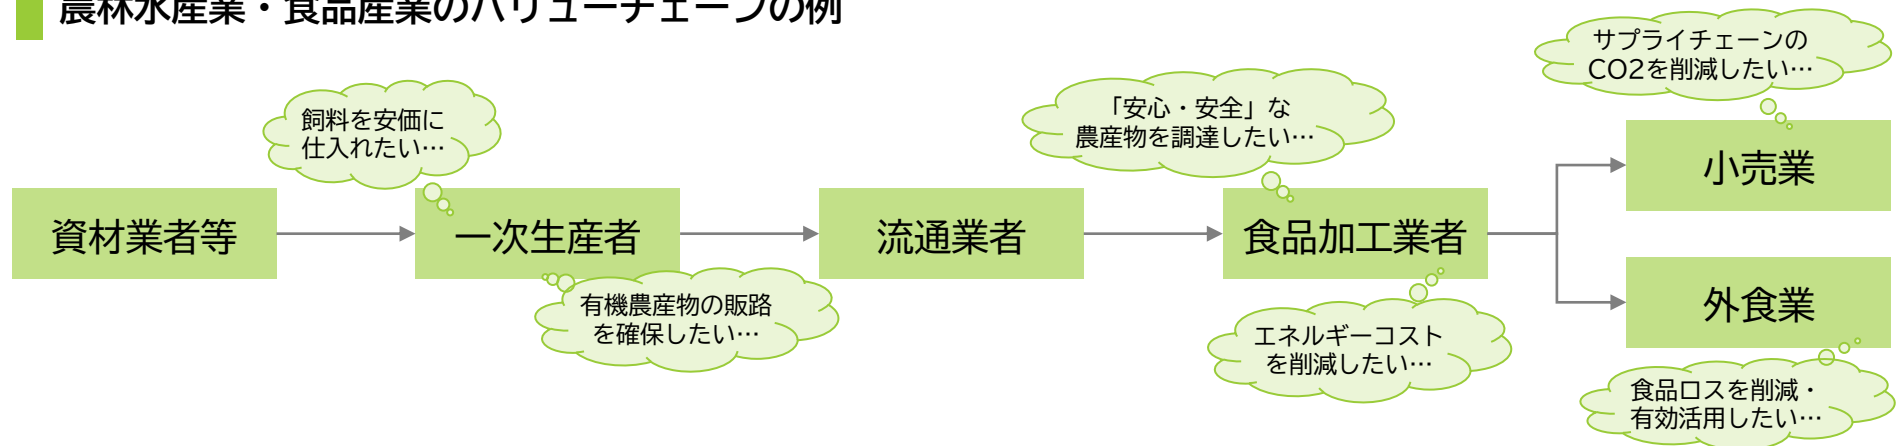 農林水産業・食品産業のバリューチェーンの例
サプライチェーンの
CO2を削減したい…
飼料を安価に
仕入れたい…
「安心・安全」な
農産物を調達したい…
小売業
資材業者等
一次生産者
流通業者
食品加工業者
外食業
有機農産物の販路
を確保したい…
エネルギーコスト
を削減したい…
食品ロスを削減・
有効活用したい…